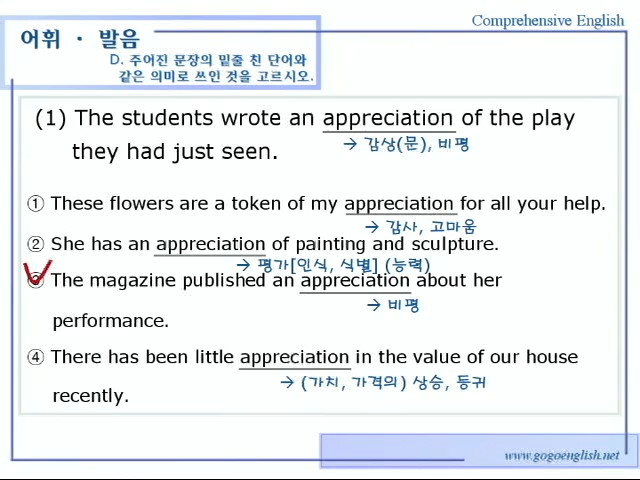 Comprehensive English
어휘 · 발음
D. 주어진 문장의 밑줄 친 단어와
같은 의미로 쓰인 것을 고르시오.
(1) The students wrote an appreciation of the play
→ 감상(문), 비평
they had just seen.
① These flowers are a token of my appreciation for all your help.
→ 감사, 고마움
② She has an appreciation of painting and sculpture.
→ 평가[인식, 식별] (능력)
③ The magazine published an appreciation about her
→ 비평
performance.
④ There has been little appreciation in the value of our house
→ (가치, 가격의) 상승, 등귀
recently.
www.gogoenglish.net